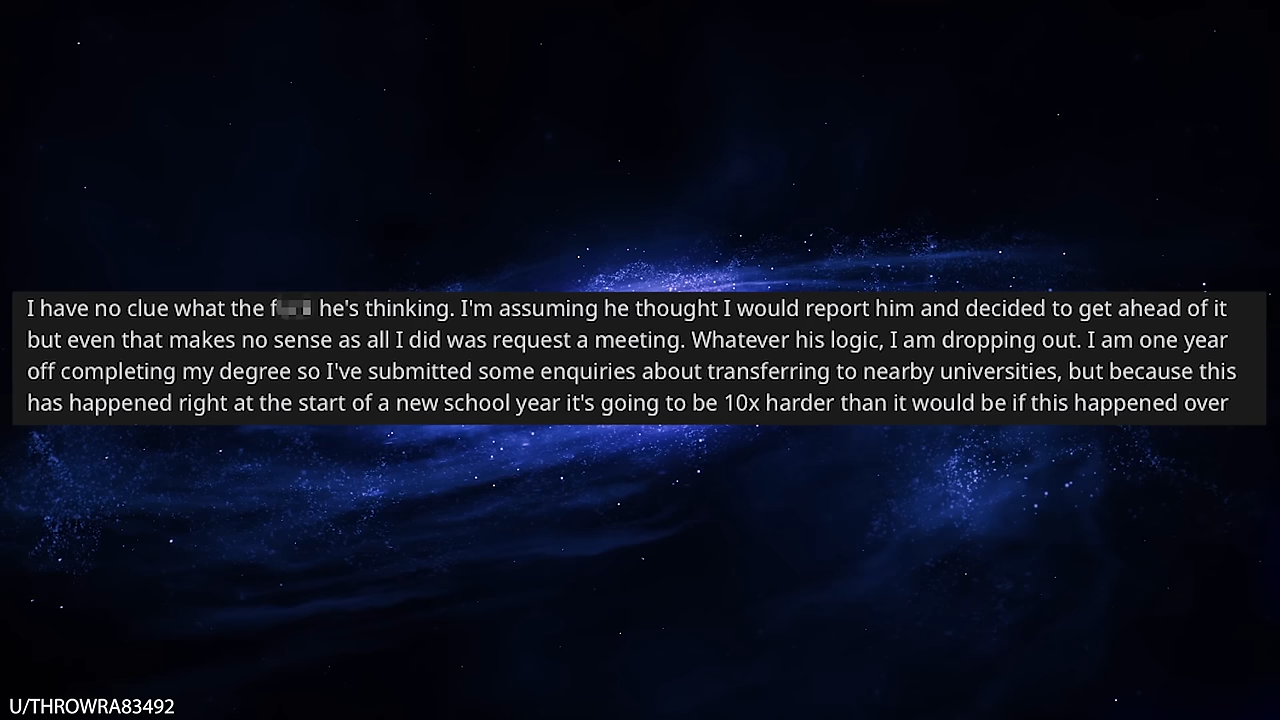 I have no clue what the f he's thinking. I'm assuming he thought I would report him and decided to get ahead of it
but even that makes no sense as all I did was request a meeting. Whatever his logic, I am dropping out. I am one year
off completing my degree so I've submitted some enquiries about transferring to nearby universities, but because this
has happened right at the start of a new school year it's going to be 10x harder than it would be if this happened over
U/THROWRA83492